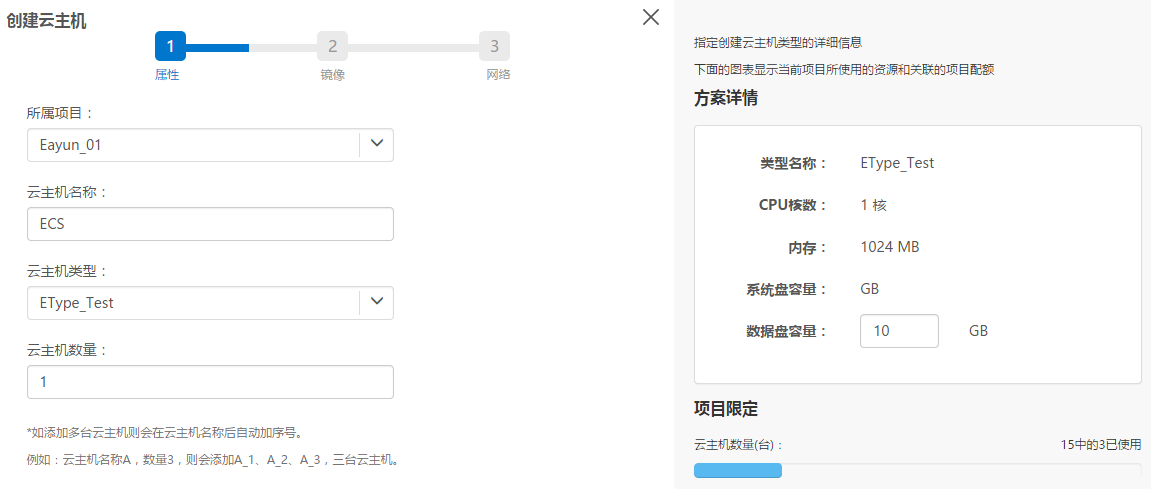 创建云主机
1
2
3
属性
镜像
网络
所属项目：
Eayun_01
云主机名称：
ECS
云主机类型：
EType_Test
云主机数量：
1
*如添加多台云主机则会在云主机名称后自动加序号。
例如：云主机名称A，数量3，则会添加A_1、A_2、A_3，三台云主机。
指定创建云主机类型的详细信息
下面的图表显示当前项目所使用的资源和关联的项目配额
方案详情
类型名称： EType_Test
CPU核数： 1 核
内存： 1024 MB
系统盘容量： GB
数据盘容量： 10 GB
项目限定
云主机数量(台)： 15中的3已使用